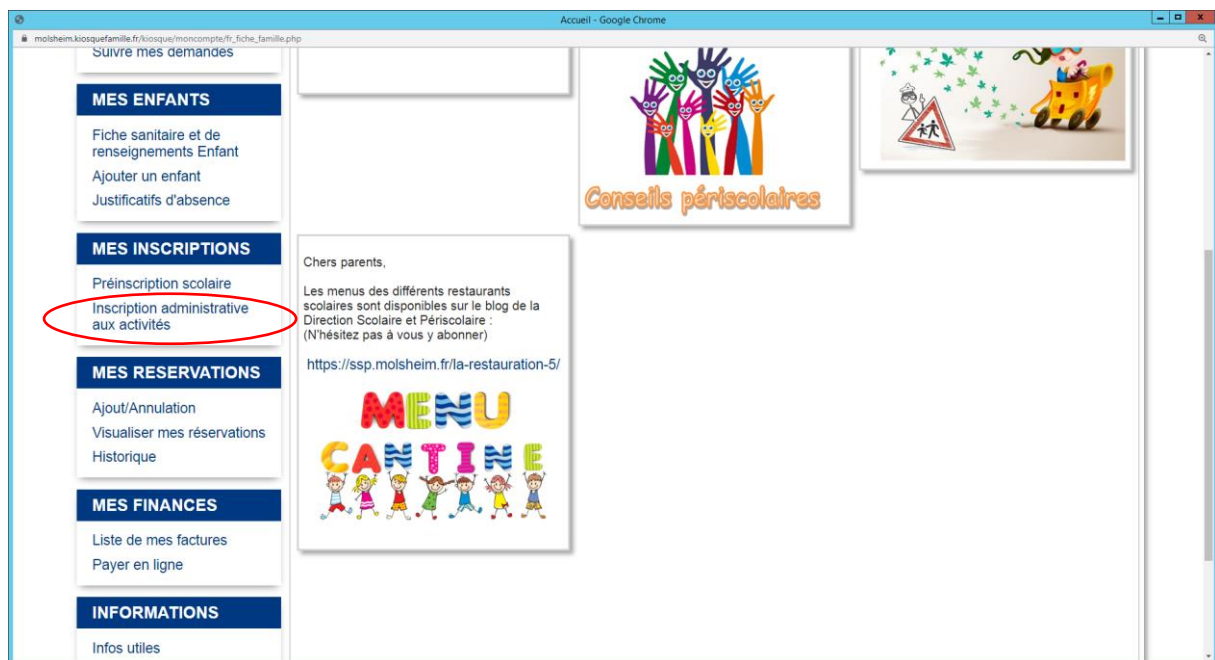 Accueil - Google Chrome
molsheim.kiosquefamille.fr/kiosque/moncompte/fr_fiche_famille.php
Suivre mes demandes
MES ENFANTS
Fiche sanitaire et de
renseignements Enfant
Ajouter un enfant
Justificatifs d'absence
MES INSCRIPTIONS
Préinscription scolaire
Inscription administrative
aux activités
MES RESERVATIONS
Ajout/Annulation
Visualiser mes réservations
Historique
MES FINANCES
Liste de mes factures
Payer en ligne
INFORMATIONS
Infos utiles
Conseils périscolaires
Chers parents,
Les menus des différents restaurants
scolaires sont disponibles sur le blog de la
Direction Scolaire et Périscolaire :
(N'hésitez pas à vous y abonner)
https://ssp.molsheim.fr/la-restauration-5/
MENU
CANTINE